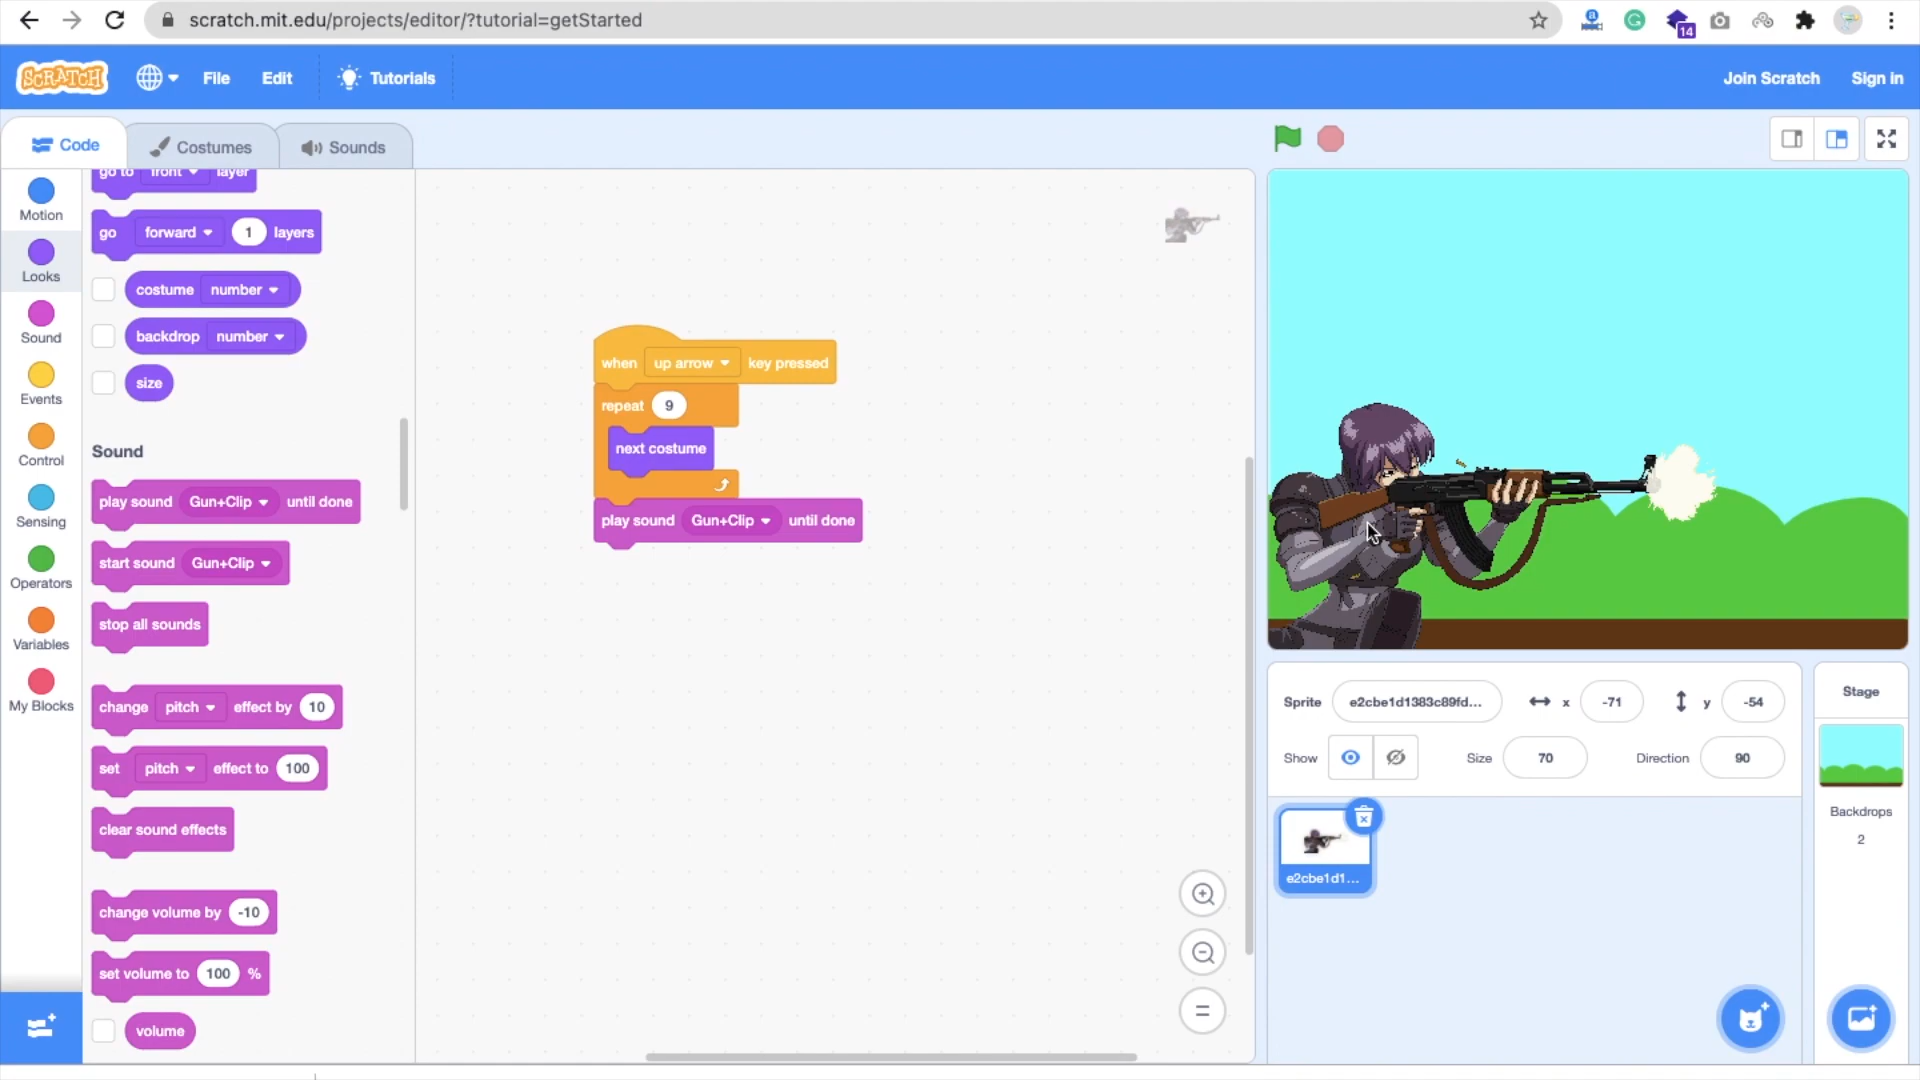 scratch.mit.edu/projects/editor/?tutorial=getStarted
14
SCRATCH
File
Edit
Tutorials
Join Scratch
Sign in
Code
Costumes
Sounds
Motion
Looks
Sound
Events
Control
Sensing
Operators
Variables
My Blocks
go to front layer
go forward 1 layers
costume number
backdrop number
size
Sound
play sound Gun+Clip until done
start sound Gun+Clip
stop all sounds
change pitch effect by 10
set pitch effect to 100
clear sound effects
change volume by -10
set volume to 100 %
volume
when up arrow key pressed
repeat 9
next costume
play sound Gun+Clip until done
Sprite e2cbe1d1383c89fd... x -71 y -54
Show Size 70 Direction 90
e2cbe1d1...
Stage
Backdrops
2